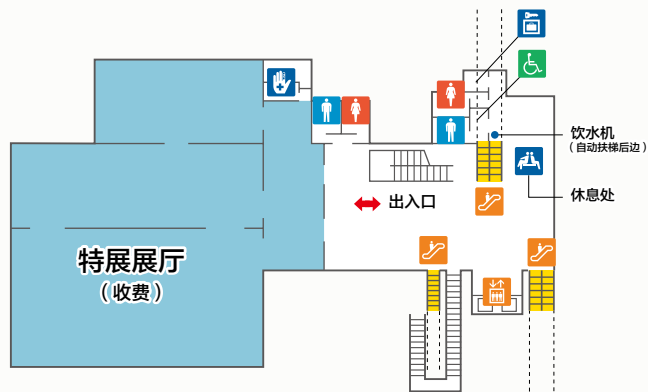 饮水机
（自动扶梯后边）
休息处
出入口
特展展厅
（收费）